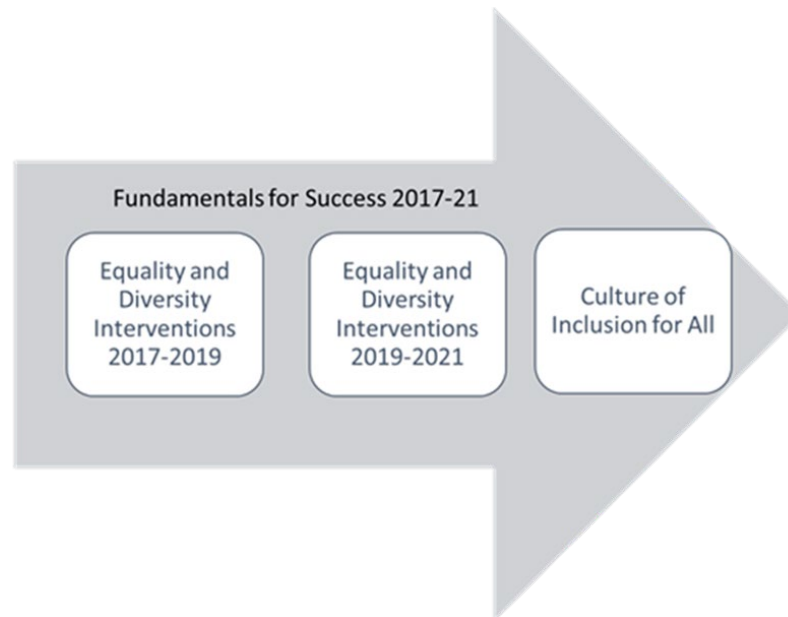 Fundamentals for Success 2017-21
Equality and
Diversity
Interventions
2017-2019
Equality and
Diversity
Interventions
2019-2021
Culture of
Inclusion for All